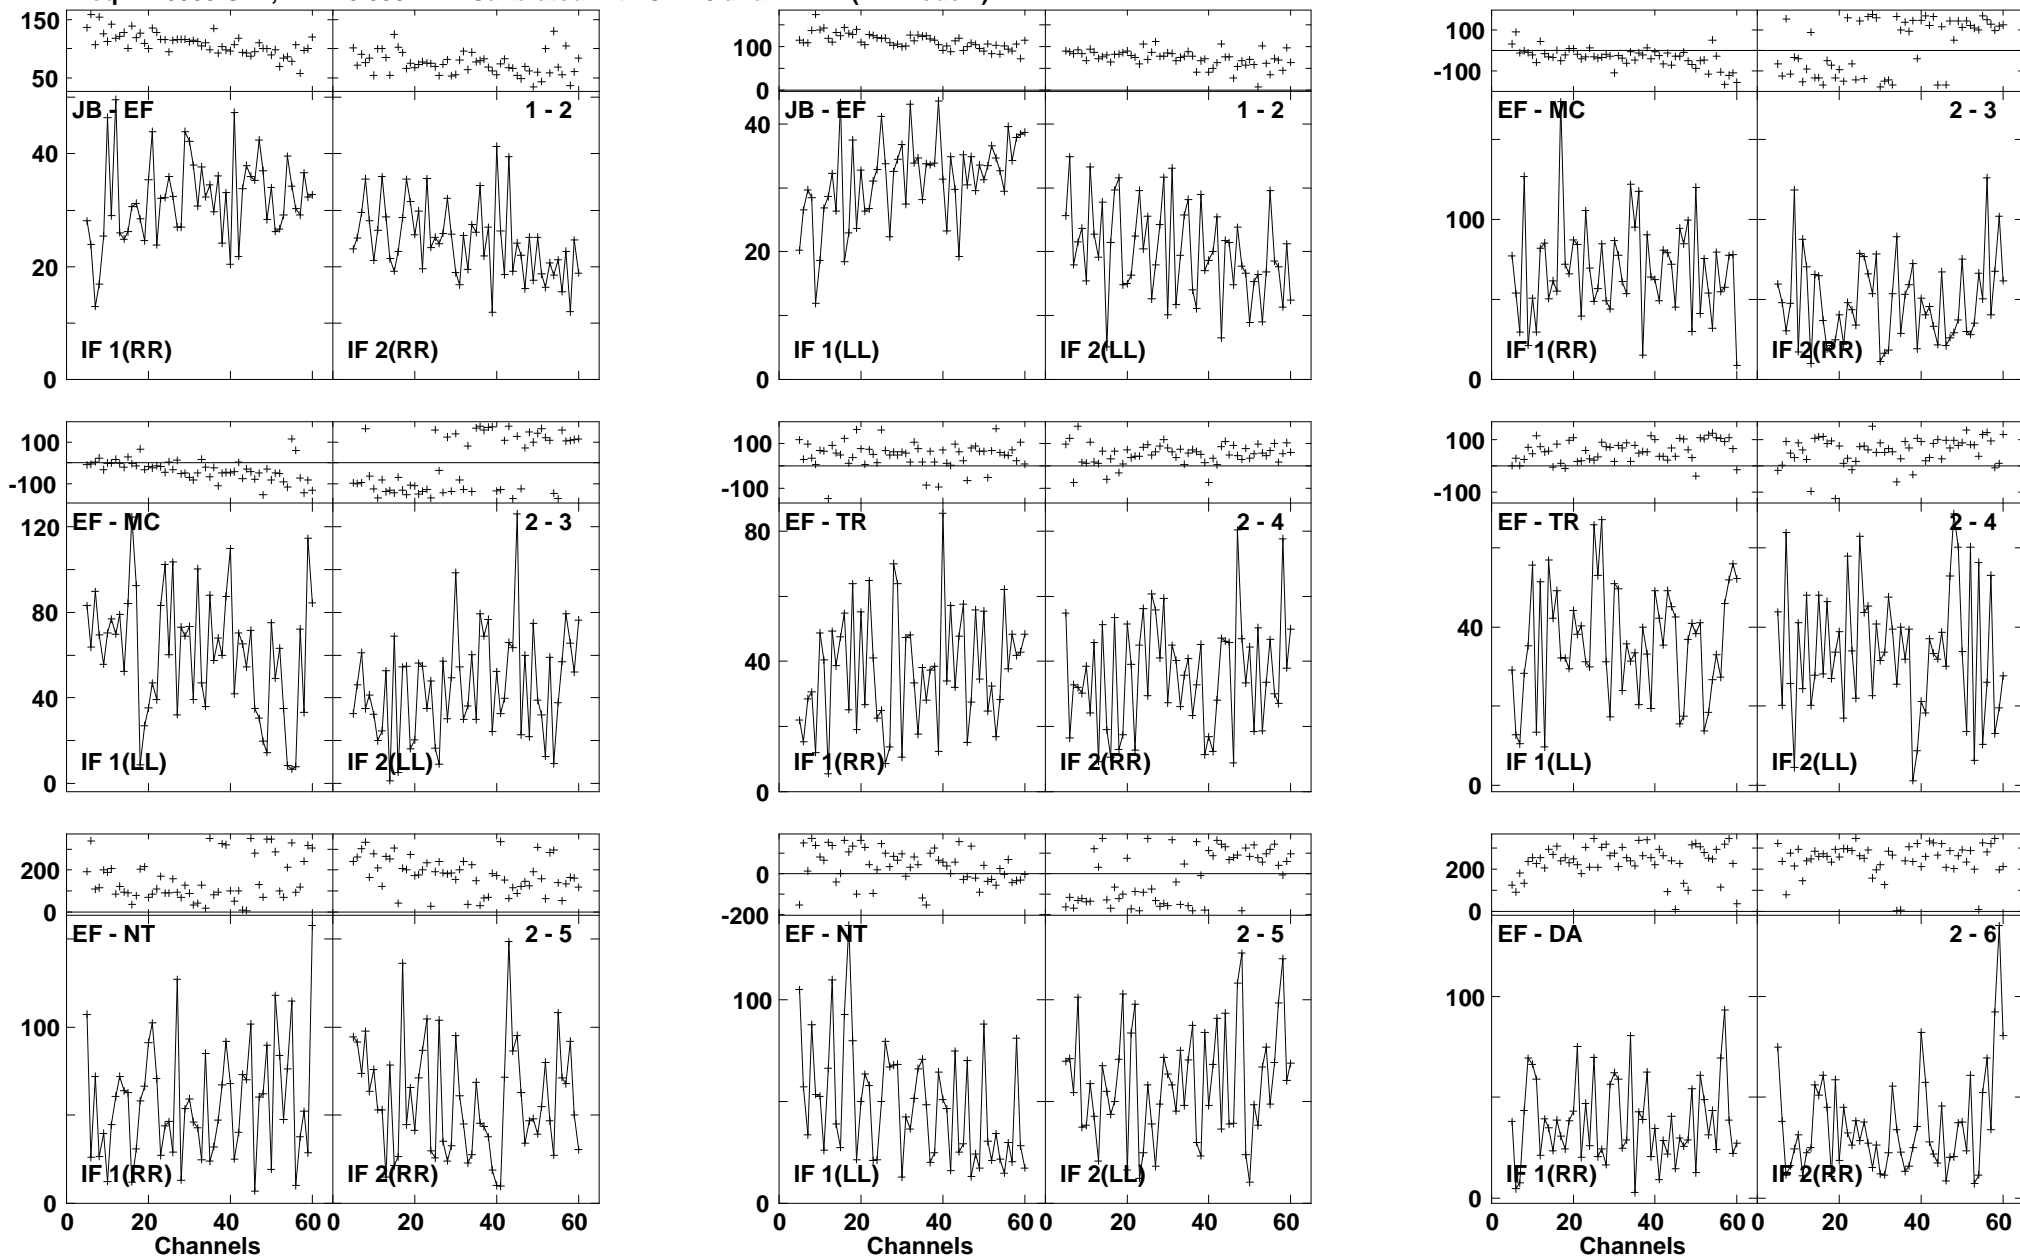 150
50
JB - EF 1 - 2
40
20
0
IF 1(RR) IF 2(RR)
100
0
JB - EF 1 - 2
40
20
0
IF 1(LL) IF 2(LL)
100
-100
EF - MC 2 - 3
100
0
IF 1(RR) IF 2(RR)
100
-100
EF - MC 2 - 3
120
80
40
0
IF 1(LL) IF 2(LL)
100
-100
EF - TR 2 - 4
80
40
0
IF 1(RR) IF 2(RR)
100
-100
EF - TR 2 - 4
40
0
IF 1(LL) IF 2(LL)
200
0
EF - NT 2 - 5
100
0
IF 1(RR) IF 2(RR)
0 20 40 60 0 20 40 60
Channels
0
-200
EF - NT 2 - 5
100
0
IF 1(LL) IF 2(LL)
0 20 40 60 0 20 40 60
Channels
200
0
EF - DA 2 - 6
100
0
IF 1(RR) IF 2(RR)
0 20 40 60 0 20 40 60
Channels